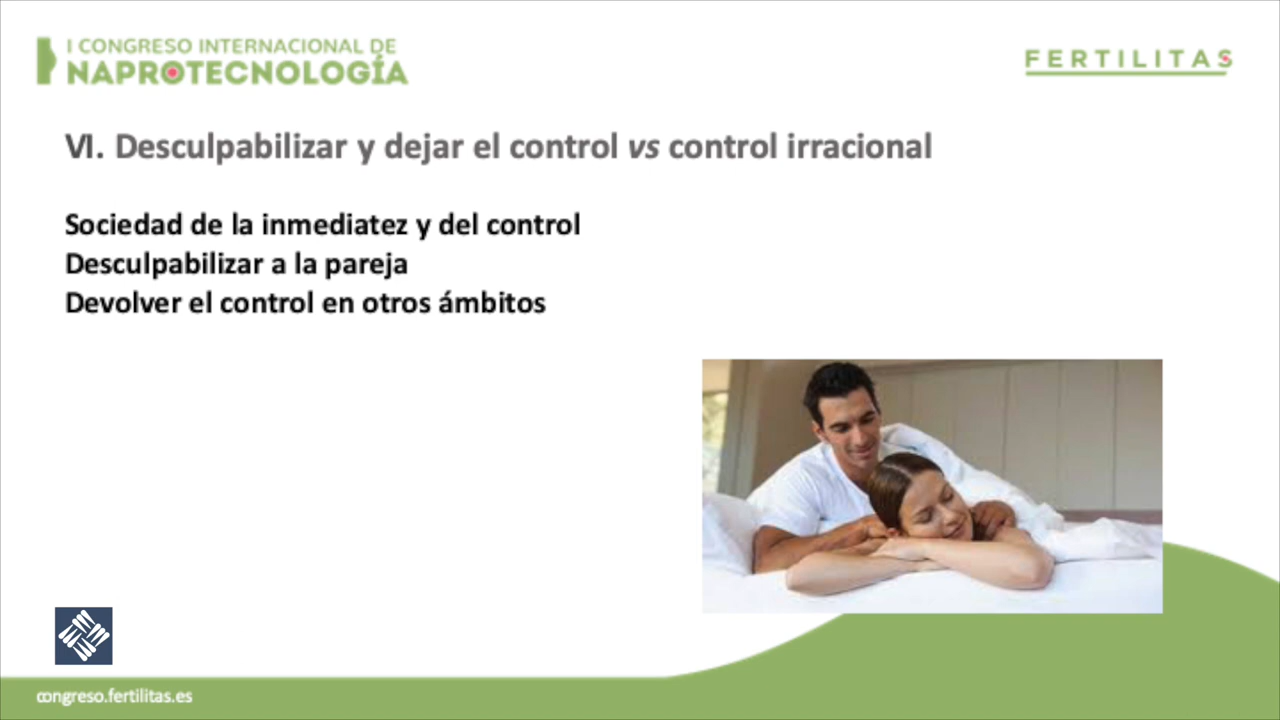 I CONGRESO INTERNACIONAL DE
NAPROTECNOLOGÍA
FERTILITAS
VI. Desculpabilizar y dejar el control vs control irracional
Sociedad de la inmediatez y del control
Desculpabilizar a la pareja
Devolver el control en otros ámbitos
congreso.fertilitas.es